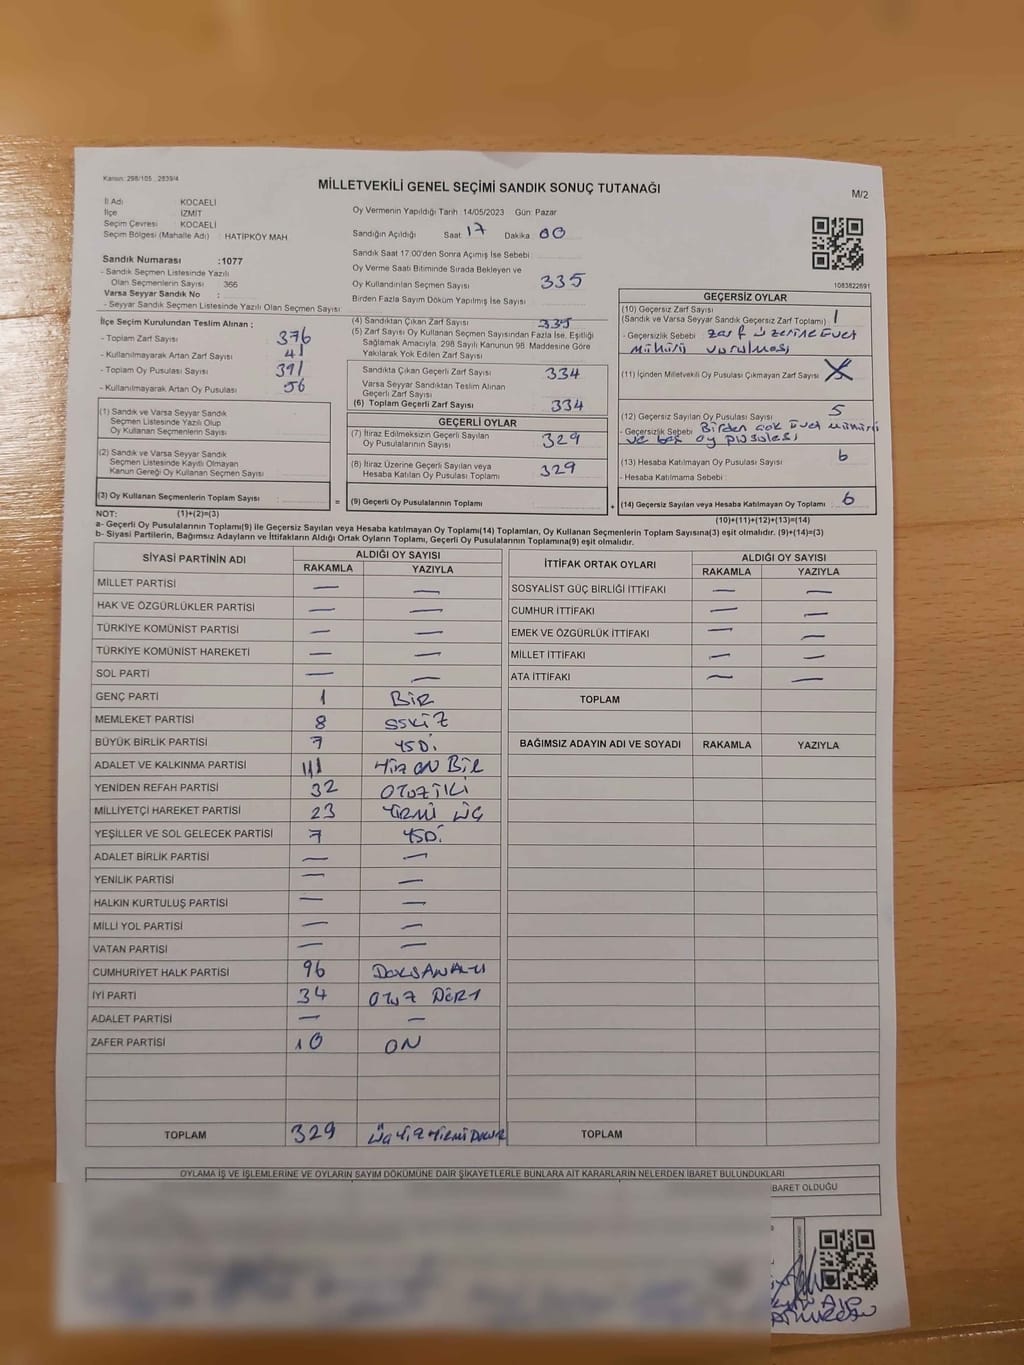 Kanun: 298/105 , 2839/4
MİLLETVEKİLİ GENEL SEÇİMİ SANDIK SONUÇ TUTANAĞI
M/2
İl Adı KOCAELİ
İlçe İZMİT
Seçim Çevresi KOCAELİ
Seçim Bölgesi (Mahalle Adı) : HATİPKÖY MAH
Oy Vermenin Yapıldığı Tarih :14/05/2023 Gün: Pazar
Sandığın Açıldığı Saat: 17 Dakika 00
Sandık Saat 17.00'den Sonra Açımış İse Sebebi:
Oy Verme Saati Bitiminde Sırada Bekleyen ve
Oy Kullandırılan Seçmen Sayısı 335
Birden Fazla Sayım Döküm Yapılmış İse Sayısı
Sandık Numarası :1077
- Sandık Seçmen Listesinde Yazılı
Olan Seçmenlerin Sayısı : 366
Varsa Seyyar Sandık No :
- Seyyar Sandık Seçmen Listesinde Yazılı Olan Seçmen Sayısı:
1083822691
İlçe Seçim Kurulundan Teslim Alınan ;
- Toplam Zarf Sayısı 376
- Kullanılmayarak Artan Zarf Sayısı 41
- Toplam Oy Pusulası Sayısı 391
- Kullanılmayarak Artan Oy Pusulası 56
(1) Sandık ve Varsa Seyyar Sandık
Seçmen Listesinde Yazılı Olup
Oy Kullanan Seçmenlerin Sayısı
(2) Sandık ve Varsa Seyyar Sandık
Seçmen Listesinde Kayıtlı Olmayan
Kanun Gereği Oy Kullanan Seçmen Sayısı
(3) Oy Kullanan Seçmenlerin Toplam Sayısı
(4) Sandıktan Çıkan Zarf Sayısı 335
(5) Zarf Sayısı Oy Kullanan Seçmen Sayısından Fazla İse, Eşitliği
Sağlamak Amacıyla, 298 Sayılı Kanunun 98. Maddesine Göre
Yakılarak Yok Edilen Zarf Sayısı
Sandıkta Çıkan Geçerli Zarf Sayısı 334
Varsa Seyyar Sandıktan Teslim Alınan
Geçerli Zarf Sayısı
(6) Toplam Geçerli Zarf Sayısı 334
GEÇERLİ OYLAR
(7) İtiraz Edilmeksizin Geçerli Sayılan
Oy Pusulalarının Sayısı 329
(8) İtiraz Üzerine Geçerli Sayılan veya
Hesaba Katılan Oy Pusulası Toplamı 329
= (9) Geçerli Oy Pusulalarının Toplamı
GEÇERSİZ OYLAR
(10) Geçersiz Zarf Sayısı
(Sandık ve Varsa Seyyar Sandık Geçersiz Zarf Toplamı) : 1
- Geçersizlik Sebebi zarf üzerine Evet
mühürü vurulması
(11) İçinden Milletvekili Oy Pusulası Çıkmayan Zarf Sayısı
(12) Geçersiz Sayılan Oy Pusulası Sayısı 5
- Geçersizlik Sebebi Birden çok Evet mühürü
ve boş oy pusulası
(13) Hesaba Katılmayan Oy Pusulası Sayısı 6
- Hesaba Katılmama Sebebi :
+ (14) Geçersiz Sayılan veya Hesaba Katılmayan Oy Toplamı 6
NOT: (1)+(2)=(3)
(10)+(11)+(12)+(13)=(14)
a- Geçerli Oy Pusulalarının Toplamı(9) ile Geçersiz Sayılan veya Hesaba Katılmayan Oy Toplamı(14) Toplamları, Oy Kullanan Seçmenlerin Toplam Sayısına(3) eşit olmalıdır. (9)+(14)=(3)
b- Siyasi Partilerin, Bağımsız Adayların ve İttifakların Aldığı Ortak Oyların Toplamı, Geçerli Oy Pusulalarının Toplamına(9) eşit olmalıdır.
SİYASİ PARTİNİN ADI ALDIĞI OY SAYISI
RAKAMLA YAZIYLA
MİLLET PARTİSİ — —
HAK VE ÖZGÜRLÜKLER PARTİSİ — —
TÜRKİYE KOMÜNİST PARTİSİ — —
TÜRKİYE KOMÜNİST HAREKETİ — —
SOL PARTİ — —
GENÇ PARTİ 1 BİR
MEMLEKET PARTİSİ 8 SEKİZ
BÜYÜK BİRLİK PARTİSİ 7 YEDİ
ADALET VE KALKINMA PARTİSİ 111 YÜZ ON BİR
YENİDEN REFAH PARTİSİ 32 OTUZ İKİ
MİLLİYETÇİ HAREKET PARTİSİ 23 YİRMİ ÜÇ
YEŞİLLER VE SOL GELECEK PARTİSİ 7 YEDİ
ADALET BİRLİK PARTİSİ — —
YENİLİK PARTİSİ — —
HALKIN KURTULUŞ PARTİSİ — —
MİLLİ YOL PARTİSİ — —
VATAN PARTİSİ — —
CUMHURİYET HALK PARTİSİ 96 DOKSAN ALTI
İYİ PARTİ 34 OTUZ DÖRT
ADALET PARTİSİ — —
ZAFER PARTİSİ 10 ON
TOPLAM 329 ÜÇ YÜZ YİRMİ DOKUZ
İTTİFAK ORTAK OYLARI ALDIĞI OY SAYISI
RAKAMLA YAZIYLA
SOSYALİST GÜÇ BİRLİĞİ İTTİFAKI — —
CUMHUR İTTİFAKI — —
EMEK VE ÖZGÜRLÜK İTTİFAKI — —
MİLLET İTTİFAKI — —
ATA İTTİFAKI — —
TOPLAM
BAĞIMSIZ ADAYIN ADI VE SOYADI RAKAMLA YAZIYLA
TOPLAM
OYLAMA İŞ VE İŞLEMLERİNE VE OYLARIN SAYIM DÖKÜMÜNE DAİR ŞİKAYETLERLE BUNLARA AİT KARARLARIN NELERDEN İBARET BULUNDUKLARI
İBARET OLDUĞU